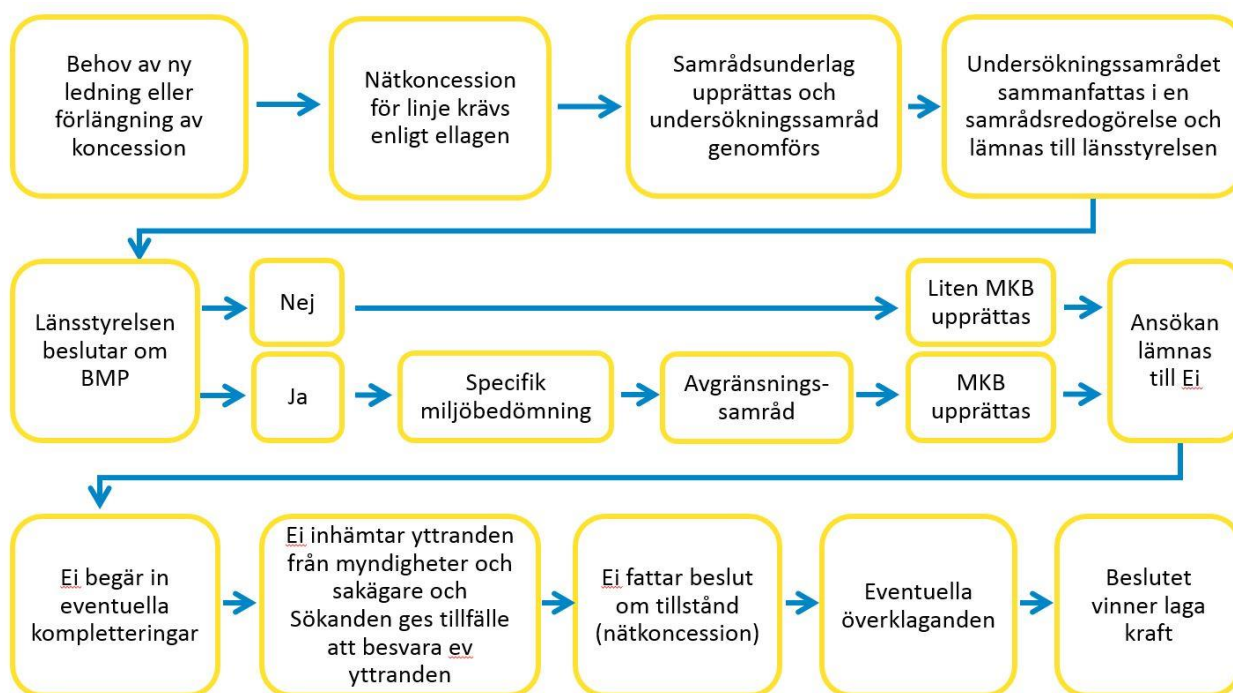 Behov av ny
ledning eller
förlängning av
koncession
Nätkoncession
för linje krävs
enligt ellagen
Samrådsunderlag
upprättas och
undersökningssamråd
genomförs
Undersökningssamrådet
sammanfattas i en
samrådsredogörelse och
lämnas till länsstyrelsen
Länsstyrelsen
beslutar om
BMP
Nej
Liten MKB
upprättas
Ja
Specifik
miljöbedömning
Avgränsnings-
samråd
MKB
upprättas
Ansökan
lämnas
till Ei
Ei begär in
eventuella
kompletteringar
Ei inhämtar yttranden
från myndigheter och
sakägare och
Sökanden ges tillfälle
att besvara ev
yttranden
Ei fattar beslut
om tillstånd
(nätkoncession)
Eventuella
överklaganden
Beslutet
vinner laga
kraft